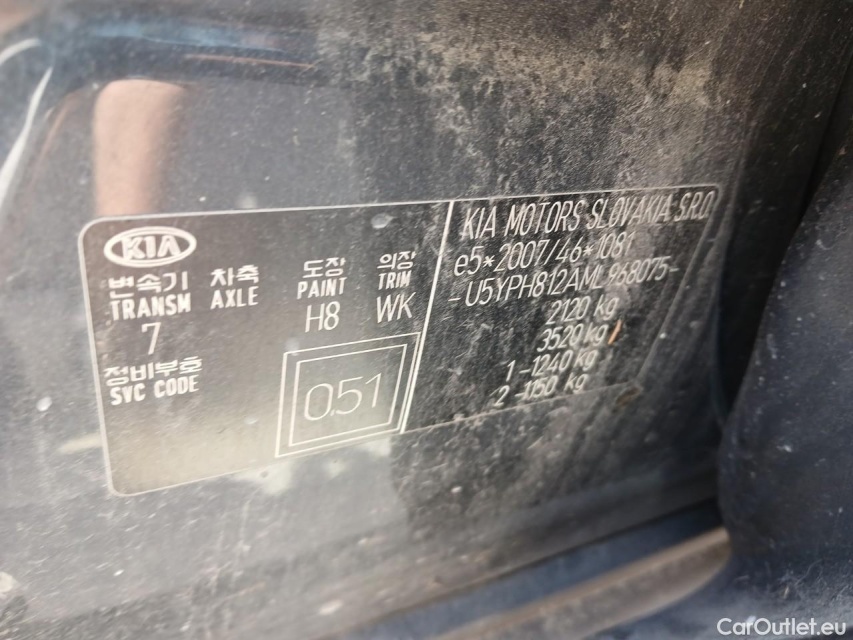 KIA
변속기 차축 도장 의장
TRANSM AXLE PAINT TRIM
7 H8 WK
정비부호
SVC CODE
0.51
KIA MOTORS SLOVAKIA S.R.O.
e5*2007/46*1081
-U5YPH812AML968075-
2120 kg
3520 kg
1 -1240 kg
2 -1150 kg
CarOutlet.eu